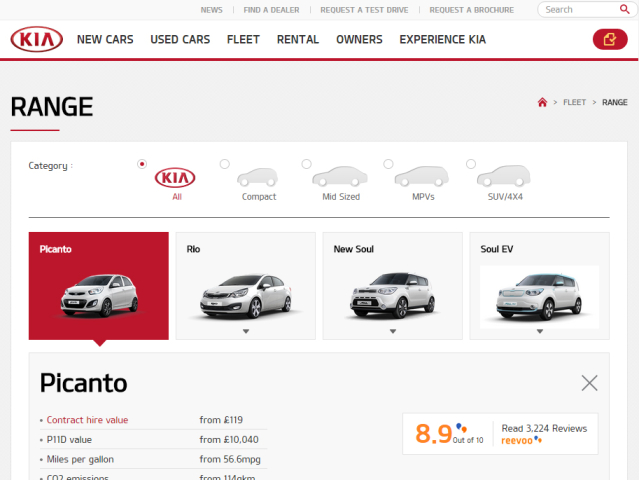 NEWS FIND A DEALER REQUEST A TEST DRIVE REQUEST A BROCHURE Search
KIA NEW CARS USED CARS FLEET RENTAL OWNERS EXPERIENCE KIA
RANGE
> FLEET > RANGE
Category :
KIA
All Compact Mid Sized MPVs SUV/4X4
Picanto Rio New Soul Soul EV
Picanto
Contract hire value from £119
P11D value from £10,040
Miles per gallon from 56.6mpg
CO2 emissions from 114gkm
8.9 Out of 10
Read 3,224 Reviews
reevoo